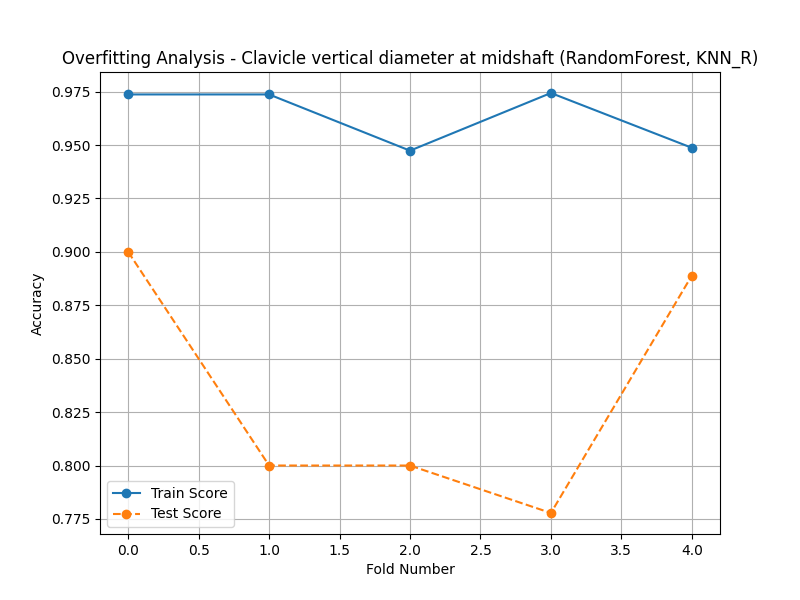 Overfitting Analysis - Clavicle vertical diameter at midshaft (RandomForest, KNN_R)
0.975
0.950
0.925
0.900
0.875
0.850
0.825
0.800
0.775
Accuracy
Train Score
Test Score
0.0 0.5 1.0 1.5 2.0 2.5 3.0 3.5 4.0
Fold Number